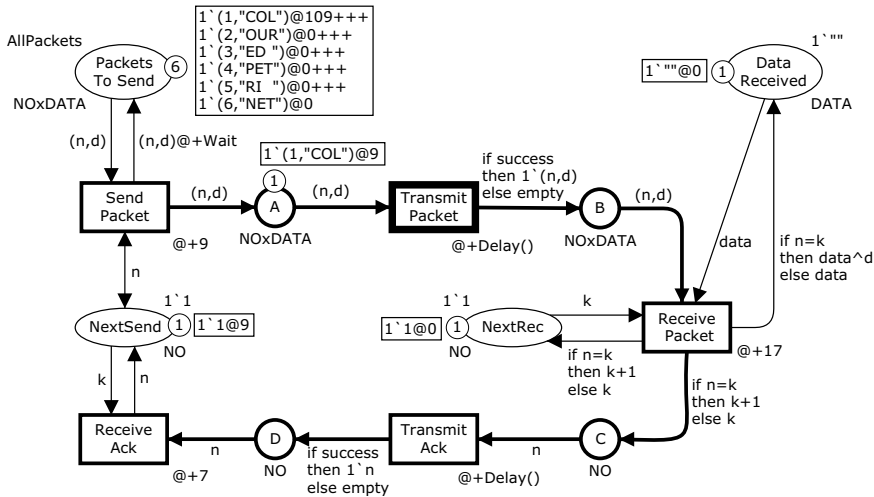 AllPackets
Packets
To Send
6
NOxDATA
1`(1,"COL")@109+++
1`(2,"OUR")@0+++
1`(3,"ED ")@0+++
1`(4,"PET")@0+++
1`(5,"RI  ")@0+++
1`(6,"NET")@0
1`""
1`""@0
1
Data
Received
DATA
(n,d)
(n,d)@+Wait
1`(1,"COL")@9
1
Send
Packet
@+9
(n,d)
A
NOxDATA
(n,d)
Transmit
Packet
@+Delay()
if success
then 1`(n,d)
else empty
B
NOxDATA
(n,d)
data
if n=k
then data^d
else data
n
1`1
NextSend
1
1`1@9
NO
1`1
1`1@0
1
NextRec
NO
k
if n=k
then k+1
else k
Receive
Packet
@+17
if n=k
then k+1
else k
k
n
Receive
Ack
@+7
n
D
NO
if success
then 1`n
else empty
Transmit
Ack
@+Delay()
n
C
NO